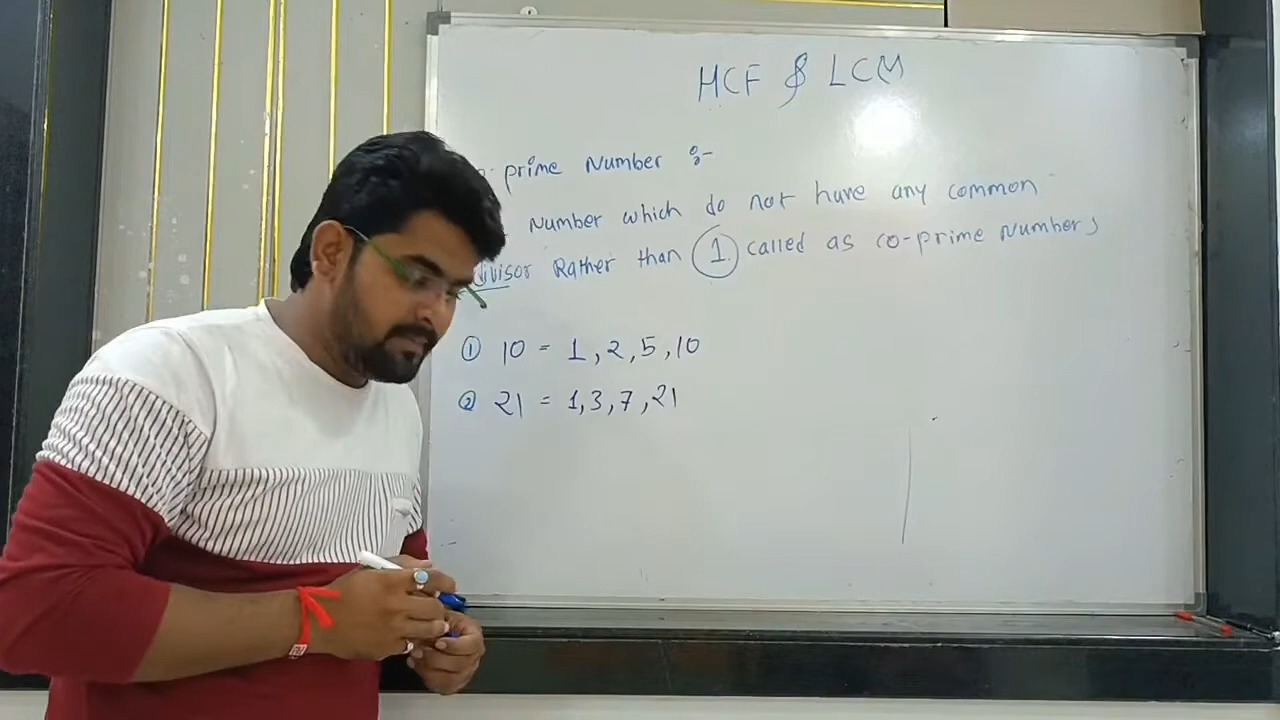 HCF & LCM
prime Number :-
Number which do not have any common
divisor Rather than 1 called as co-prime numbers
① 10 = 1, 2, 5, 10
② 21 = 1, 3, 7, 21